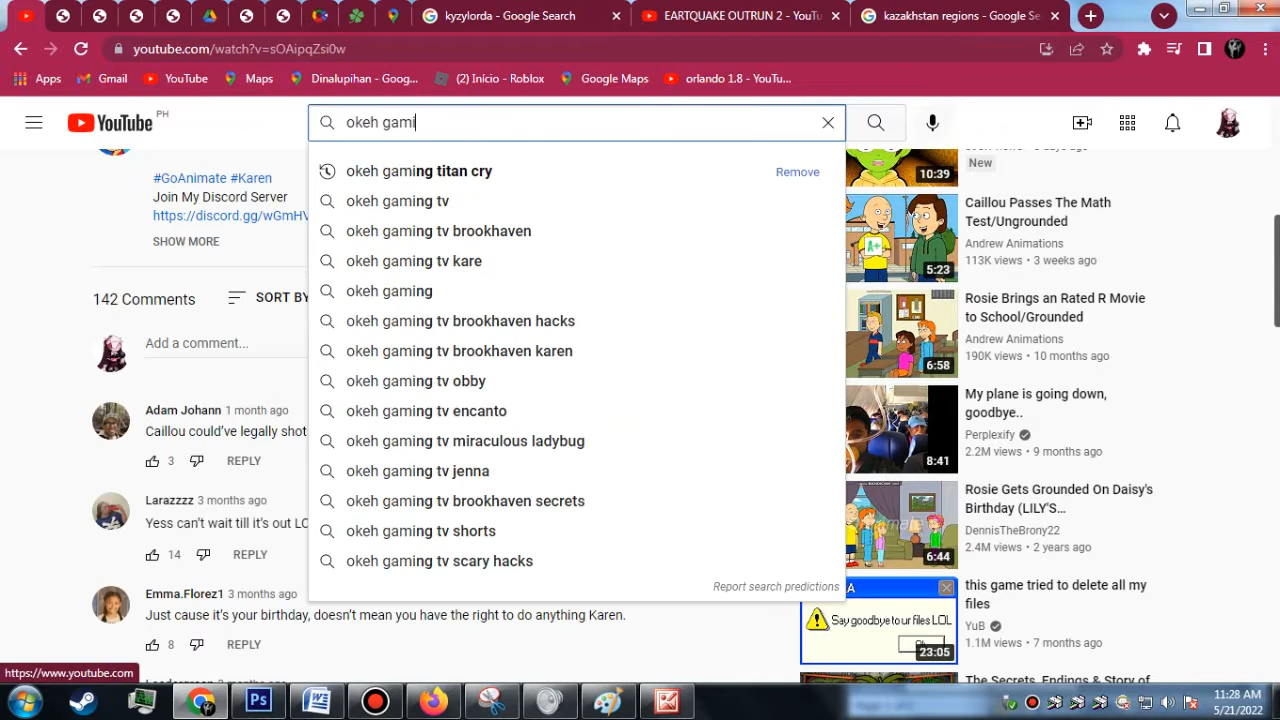 kyzylorda - Google Search
EARTQUAKE OUTRUN 2 - YouTu
kazakhstan regions - Google Se
youtube.com/watch?v=sOAipqZsi0w
Apps
Gmail
YouTube
Maps
Dinalupihan - Goog...
(2) Início - Roblox
Google Maps
orlando 1.8 - YouTu...
YouTube PH
okeh gami
okeh gaming titan cry
Remove
okeh gaming tv
okeh gaming tv brookhaven
okeh gaming tv kare
okeh gaming
okeh gaming tv brookhaven hacks
okeh gaming tv brookhaven karen
okeh gaming tv obby
okeh gaming tv encanto
okeh gaming tv miraculous ladybug
okeh gaming tv jenna
okeh gaming tv brookhaven secrets
okeh gaming tv shorts
okeh gaming tv scary hacks
Report search predictions
#GoAnimate #Karen
Join My Discord Server
https://discord.gg/wGmHV
SHOW MORE
142 Comments
SORT BY
Add a comment...
Adam Johann 1 month ago
Caillou could've legally shot
3
REPLY
Larazzzz 3 months ago
Yess can't wait till it's out LO
14
REPLY
Emma.Florez1 3 months ago
Just cause it's your birthday, doesn't mean you have the right to do anything Karen.
8
REPLY
New
10:39
Caillou Passes The Math
Test/Ungrounded
Andrew Animations
113K views • 3 weeks ago
A+
5:23
Rosie Brings an Rated R Movie
to School/Grounded
Andrew Animations
190K views • 10 months ago
6:58
My plane is going down,
goodbye..
Perplexify
2.2M views • 9 months ago
8:41
Rosie Gets Grounded On Daisy's
Birthday (LILY'S...
DennisTheBrony22
2.4M views • 2 years ago
6:44
this game tried to delete all my
files
YuB
1.1M views • 7 months ago
A
Say goodbye to ur files LOL
23:05
The Secrets, Endings & Story of
https://www.youtube.com
11:28 AM
5/21/2022